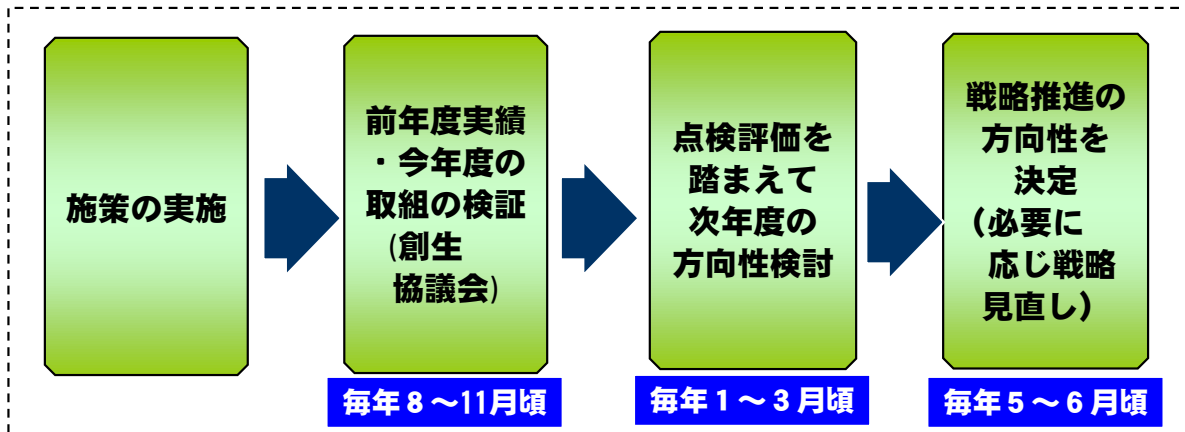 施策の実施
前年度実績
・今年度の
取組の検証
(創生
協議会)
毎年８～11月頃
点検評価を
踏まえて
次年度の
方向性検討
毎年１～３月頃
戦略推進の
方向性を
決定
（必要に
応じ戦略
見直し）
毎年５～６月頃